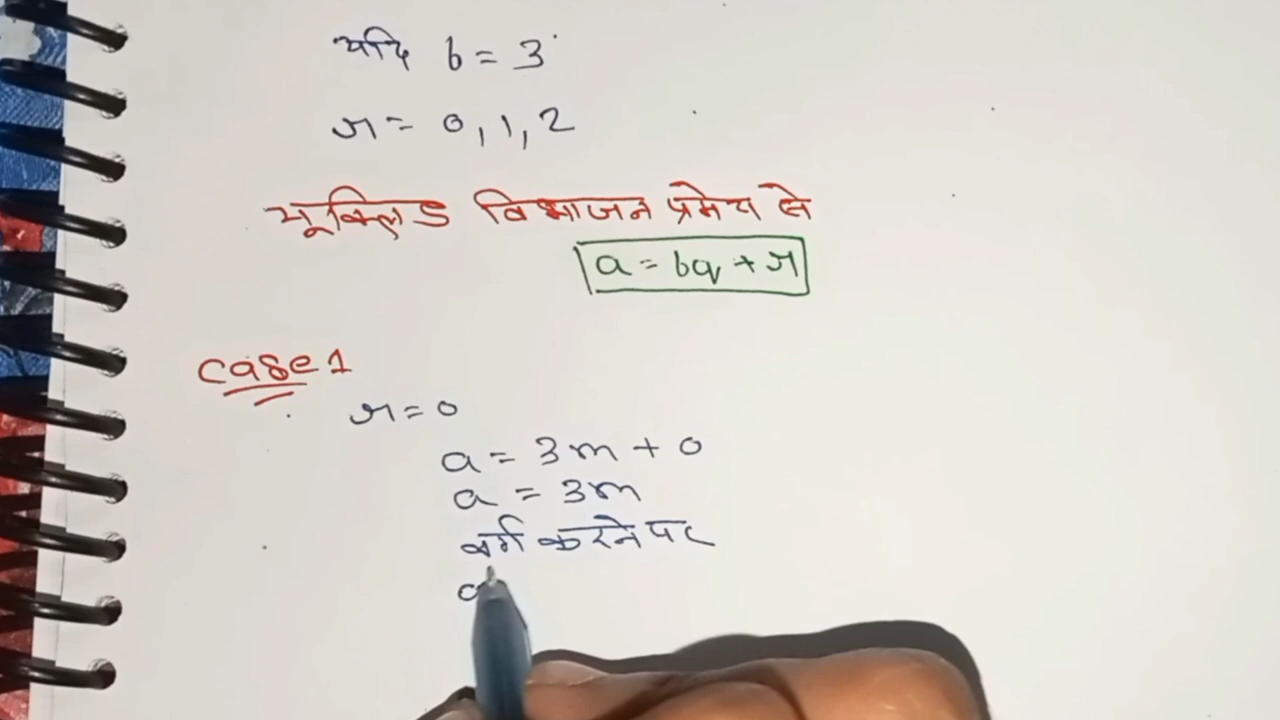 यदि b = 3
r = 0, 1, 2
यूक्लिड विभाजन प्रमेय से
a = bq + r
case 1
r = 0
a = 3m + 0
a = 3m
वर्ग करने पर
a